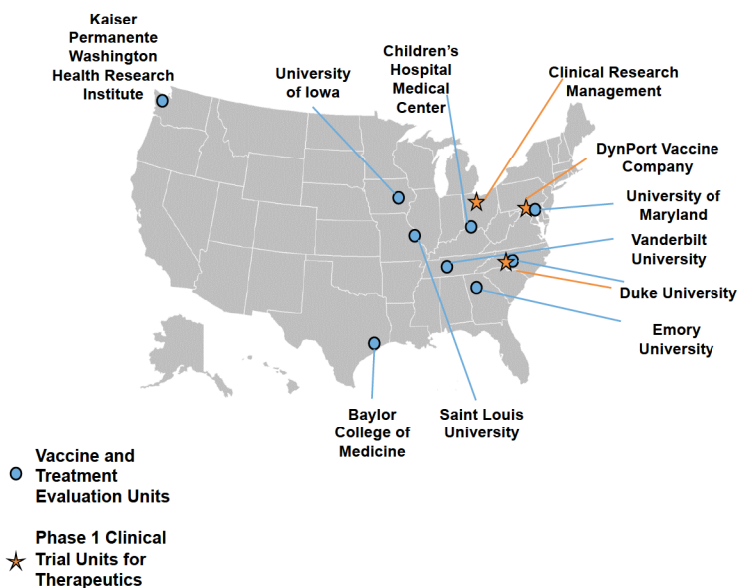 Kaiser
Permanente
Washington
Health Research
Institute
University
of Iowa
Children's
Hospital
Medical
Center
Clinical Research
Management
DynPort Vaccine
Company
University of
Maryland
Vanderbilt
University
Duke University
Emory
University
Baylor
College of
Medicine
Saint Louis
University
Vaccine and
Treatment
Evaluation Units
Phase 1 Clinical
Trial Units for
Therapeutics